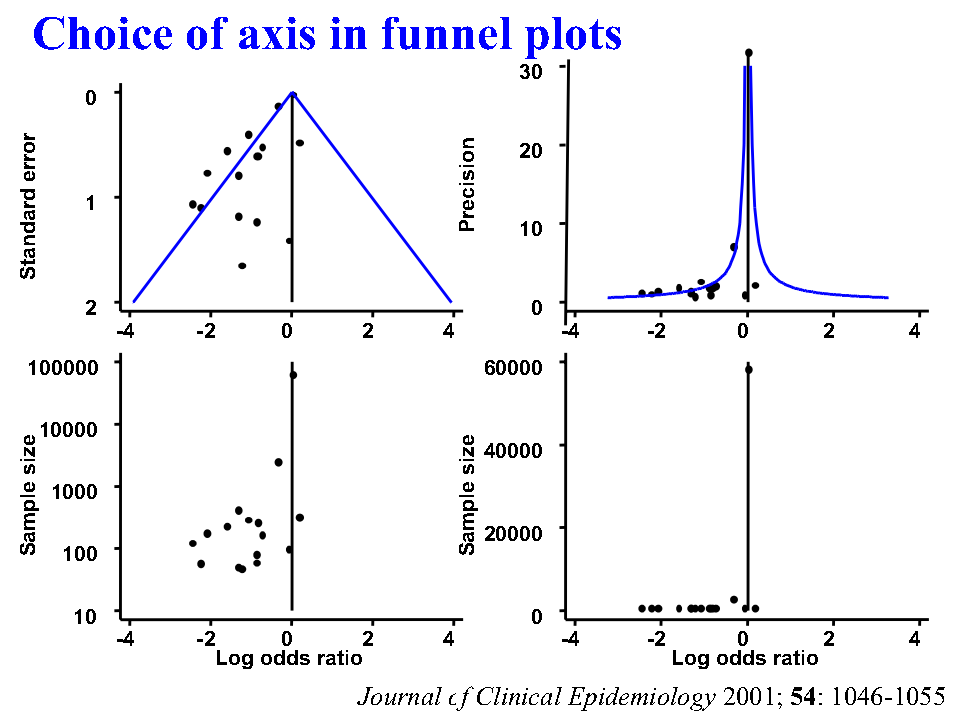 Choice of axis in funnel plots
Standard error
0
1
2
-4 -2 0 2 4
Precision
30
20
10
0
-4 -2 0 2 4
Sample size
100000
10000
1000
100
10
-4 -2 0 2 4
Log odds ratio
Sample size
60000
40000
20000
0
-4 -2 0 2 4
Log odds ratio
Journal of Clinical Epidemiology 2001; 54: 1046-1055